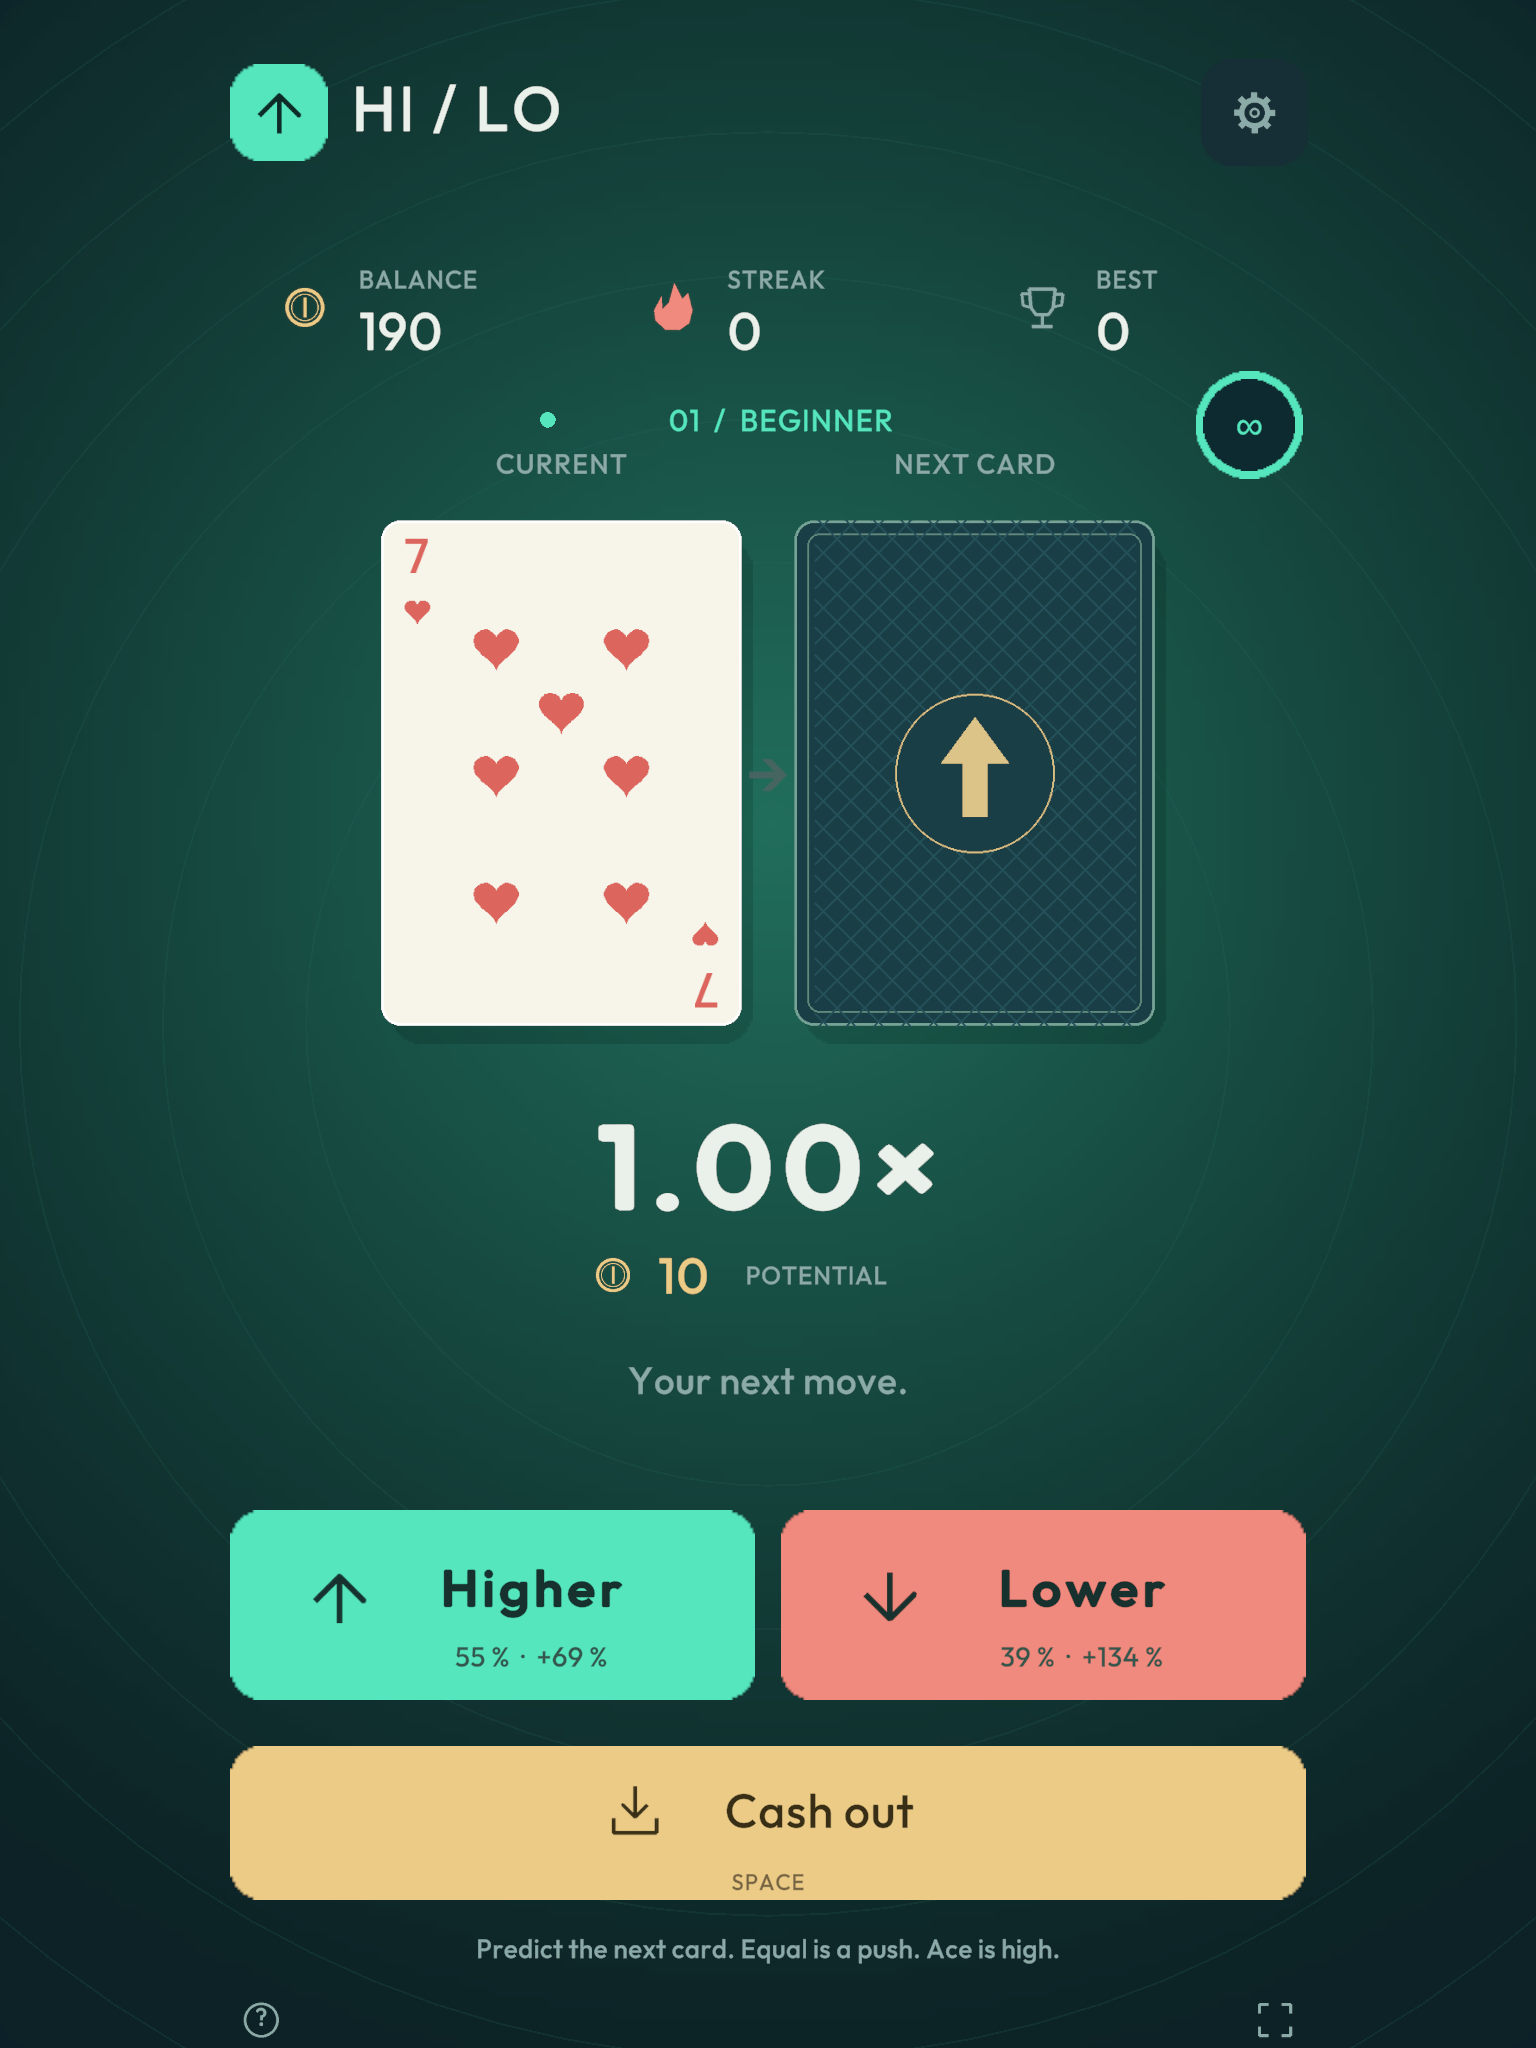 HI / LO
BALANCE
190
STREAK
0
BEST
0
01 / BEGINNER
∞
CURRENT
NEXT CARD
7
7
1.00×
10 POTENTIAL
Your next move.
Higher
55 % · +69 %
Lower
39 % · +134 %
Cash out
SPACE
Predict the next card. Equal is a push. Ace is high.
?